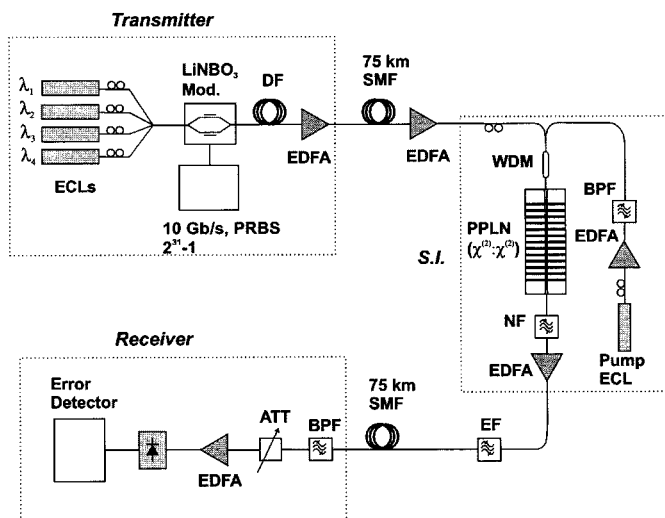 Transmitter
LiNBO₃
Mod.
DF
75 km
SMF
λ₁
λ₂
λ₃
λ₄
ECLs
EDFA
EDFA
10 Gb/s, PRBS
2³¹-1
WDM
BPF
EDFA
PPLN
(χ⁽²⁾:χ⁽²⁾)
S.I.
NF
EDFA
Pump
ECL
Receiver
Error
Detector
EDFA
ATT
BPF
75 km
SMF
EF